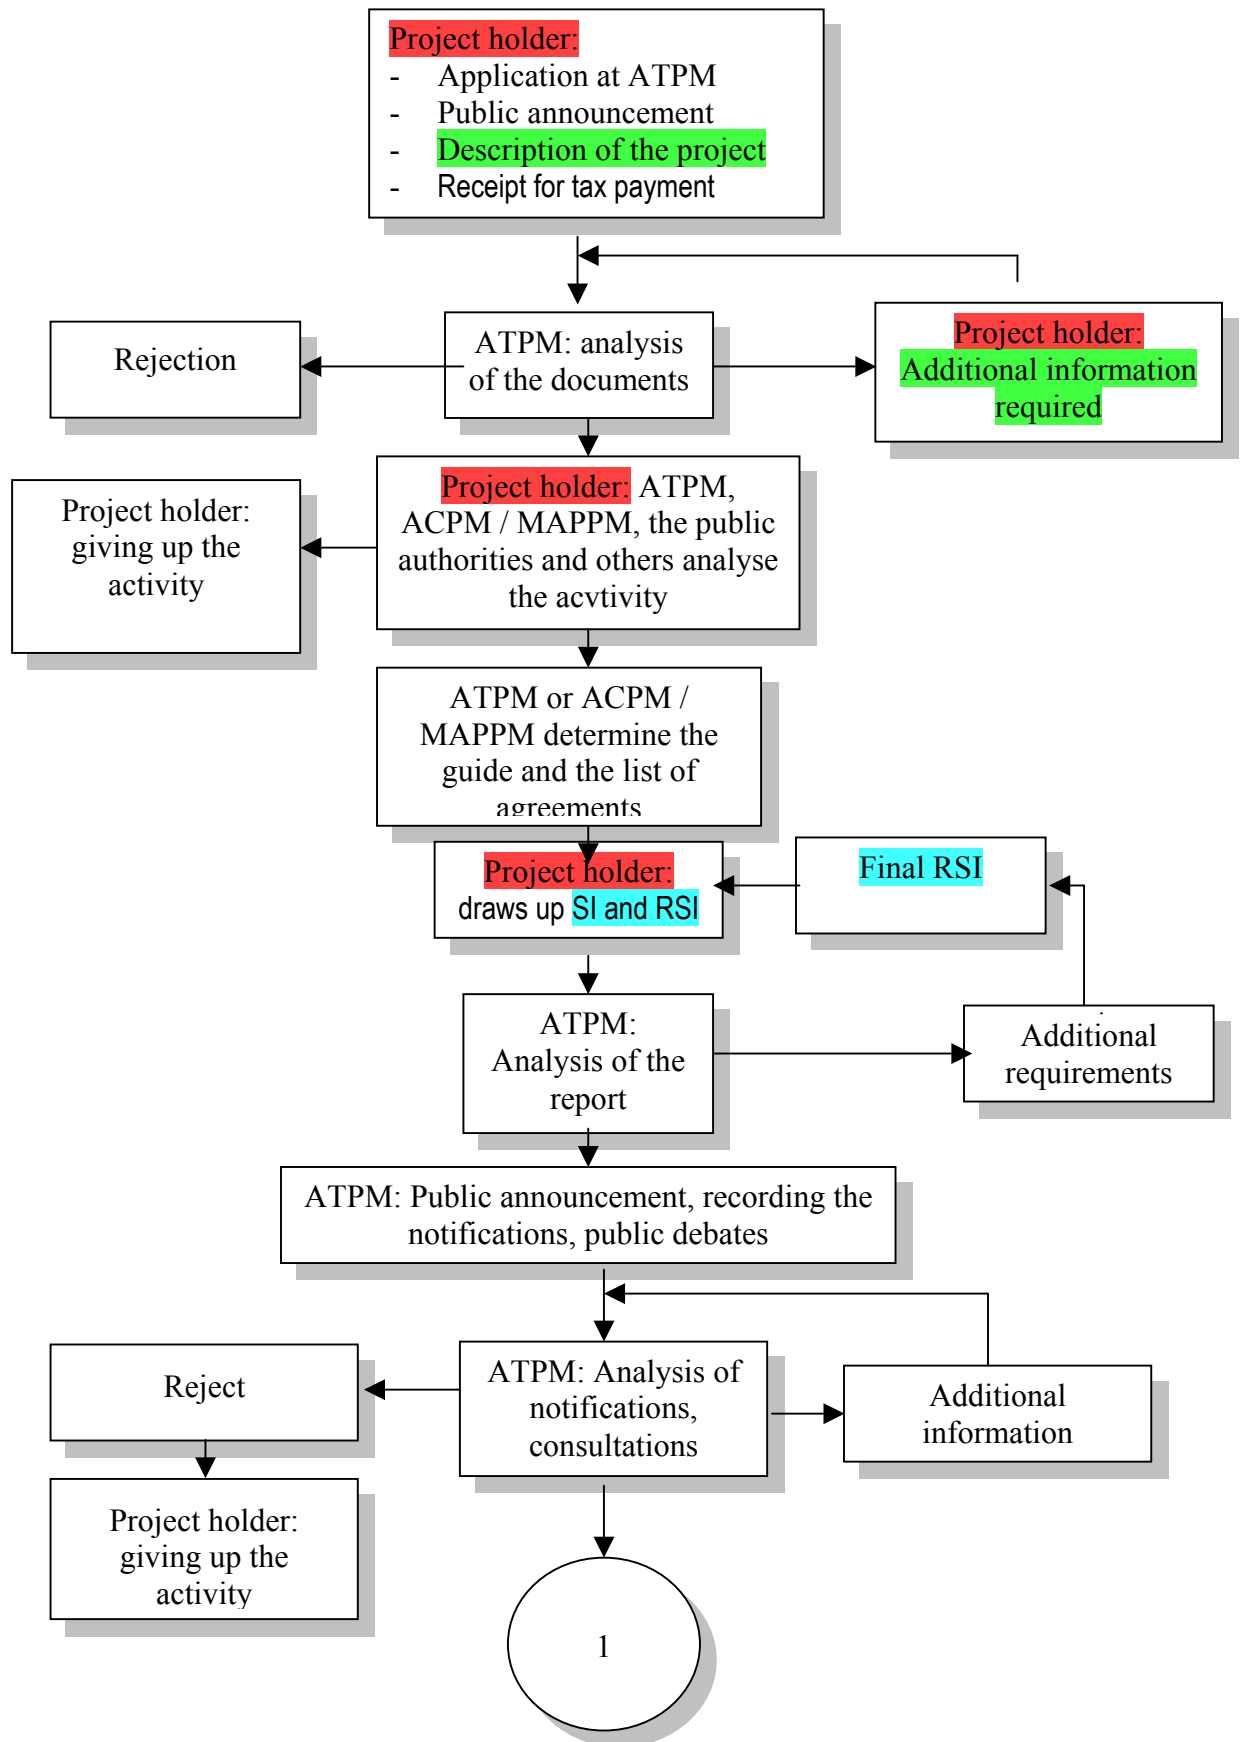 Project holder:
- Application at ATPM
- Public announcement
- Description of the project
- Receipt for tax payment
Rejection
ATPM: analysis
of the documents
Project holder:
Additional information
required
Project holder:
giving up the
activity
Project holder: ATPM,
ACPM / MAPPM, the public
authorities and others analyse
the acvtivity
ATPM or ACPM /
MAPPM determine the
guide and the list of
agreements
Project holder:
draws up SI and RSI
Final RSI
ATPM:
Analysis of the
report
Additional
requirements
ATPM: Public announcement, recording the
notifications, public debates
Reject
ATPM: Analysis of
notifications,
consultations
Additional
information
Project holder:
giving up the
activity
1